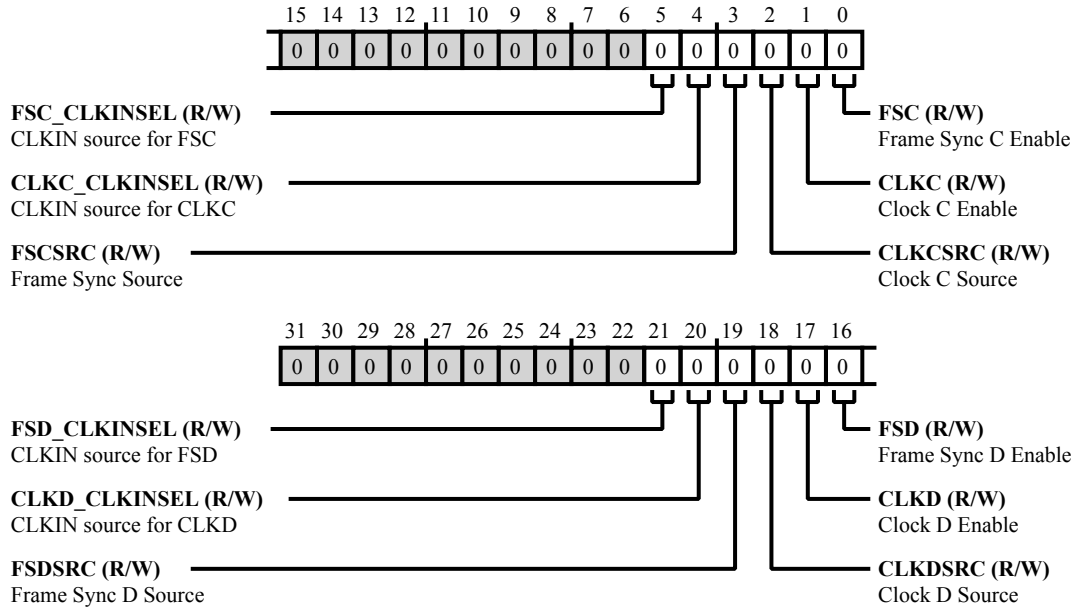 15 14 13 12 11 10 9 8 7 6 5 4 3 2 1 0
0 0 0 0 0 0 0 0 0 0 0 0 0 0 0 0
FSC_CLKINSEL (R/W)
CLKIN source for FSC
FSC (R/W)
Frame Sync C Enable
CLKC_CLKINSEL (R/W)
CLKIN source for CLKC
CLKC (R/W)
Clock C Enable
FSCSRC (R/W)
Frame Sync Source
CLKCSRC (R/W)
Clock C Source
31 30 29 28 27 26 25 24 23 22 21 20 19 18 17 16
0 0 0 0 0 0 0 0 0 0 0 0 0 0 0 0
FSD_CLKINSEL (R/W)
CLKIN source for FSD
FSD (R/W)
Frame Sync D Enable
CLKD_CLKINSEL (R/W)
CLKIN source for CLKD
CLKD (R/W)
Clock D Enable
FSDSRC (R/W)
Frame Sync D Source
CLKDSRC (R/W)
Clock D Source